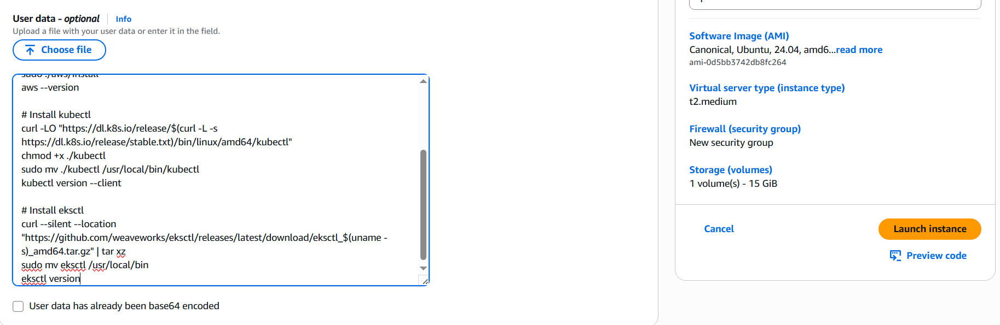 User data - optional
Info
Upload a file with your user data or enter it in the field.
Choose file
sudo ./aws/install
aws --version
# Install kubectl
curl -LO "https://dl.k8s.io/release/$(curl -L -s
https://dl.k8s.io/release/stable.txt)/bin/linux/amd64/kubectl"
chmod +x ./kubectl
sudo mv ./kubectl /usr/local/bin/kubectl
kubectl version --client
# Install eksctl
curl --silent --location
"https://github.com/weaveworks/eksctl/releases/latest/download/eksctl_$(uname -
s)_amd64.tar.gz" | tar xz
sudo mv eksctl /usr/local/bin
eksctl version
User data has already been base64 encoded
Software Image (AMI)
Canonical, Ubuntu, 24.04, amd6...read more
ami-0d5bb3742db8fc264
Virtual server type (instance type)
t2.medium
Firewall (security group)
New security group
Storage (volumes)
1 volume(s) - 15 GiB
Cancel
Launch instance
Preview code